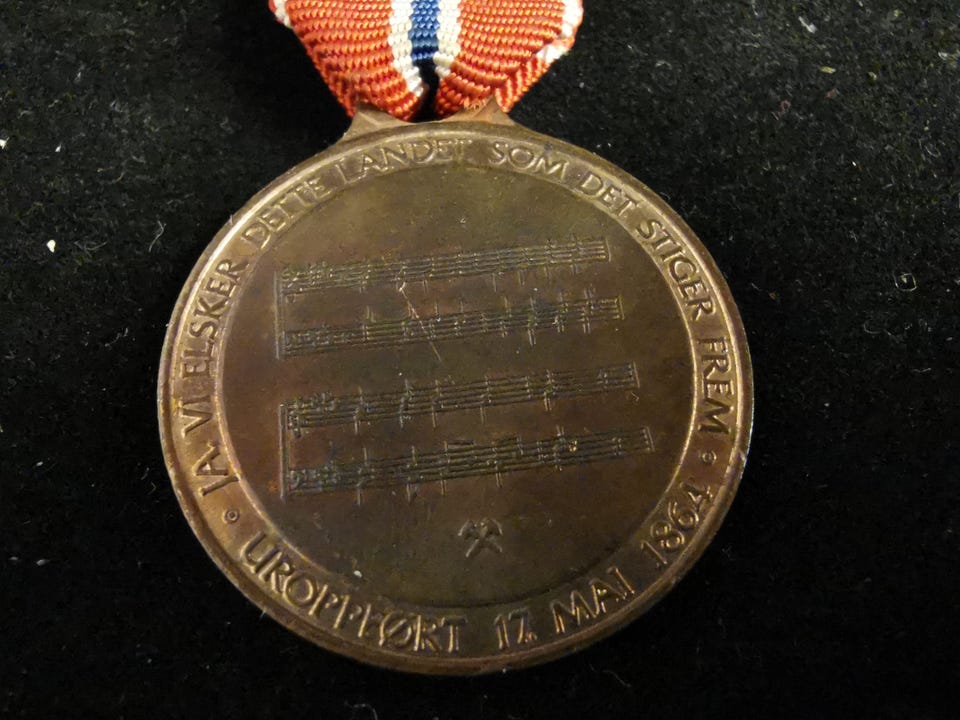 JA VI ELSKER DETTE LANDET SOM DET STIGER FREM
UROPPFØRT 17. MAI 1864